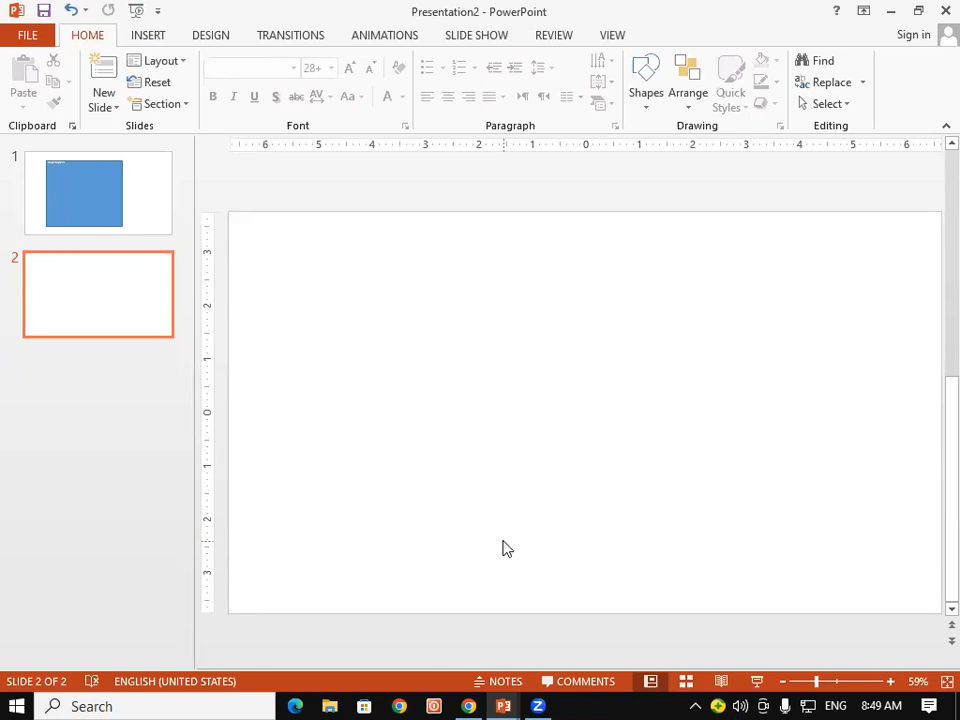 Presentation2 - PowerPoint
FILE HOME INSERT DESIGN TRANSITIONS ANIMATIONS SLIDE SHOW REVIEW VIEW Sign in
Paste
New Slide
Layout
Reset
Section
28+
Shapes
Arrange
Quick Styles
Find
Replace
Select
Clipboard Slides Font Paragraph Drawing Editing
6 5 4 3 2 1 0 1 2 3 4 5 6
1
2
3
2
1
0
1
2
3
SLIDE 2 OF 2 ENGLISH (UNITED STATES) NOTES COMMENTS 59%
Search ENG 8:49 AM